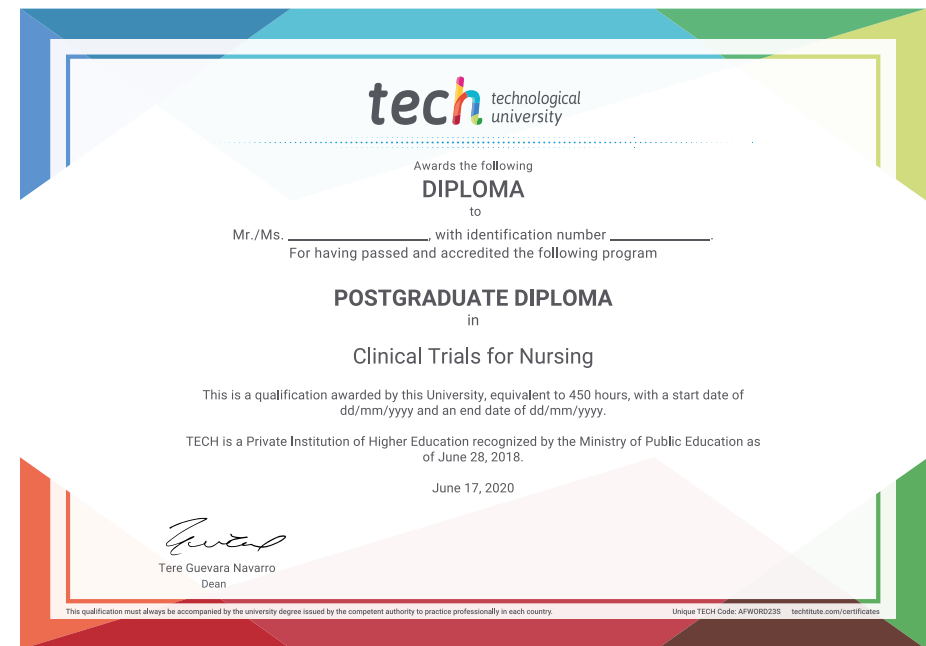 tech technological
university
Awards the following
DIPLOMA
to
Mr./Ms. ____________________, with identification number ______________.
For having passed and accredited the following program
POSTGRADUATE DIPLOMA
in
Clinical Trials for Nursing
This is a qualification awarded by this University, equivalent to 450 hours, with a start date of
dd/mm/yyyy and an end date of dd/mm/yyyy.
TECH is a Private Institution of Higher Education recognized by the Ministry of Public Education as
of June 28, 2018.
June 17, 2020
Tere Guevara Navarro
Dean
This qualification must always be accompanied by the university degree issued by the competent authority to practice professionally in each country.
Unique TECH Code: AFWORD23S techtitute.com/certificates